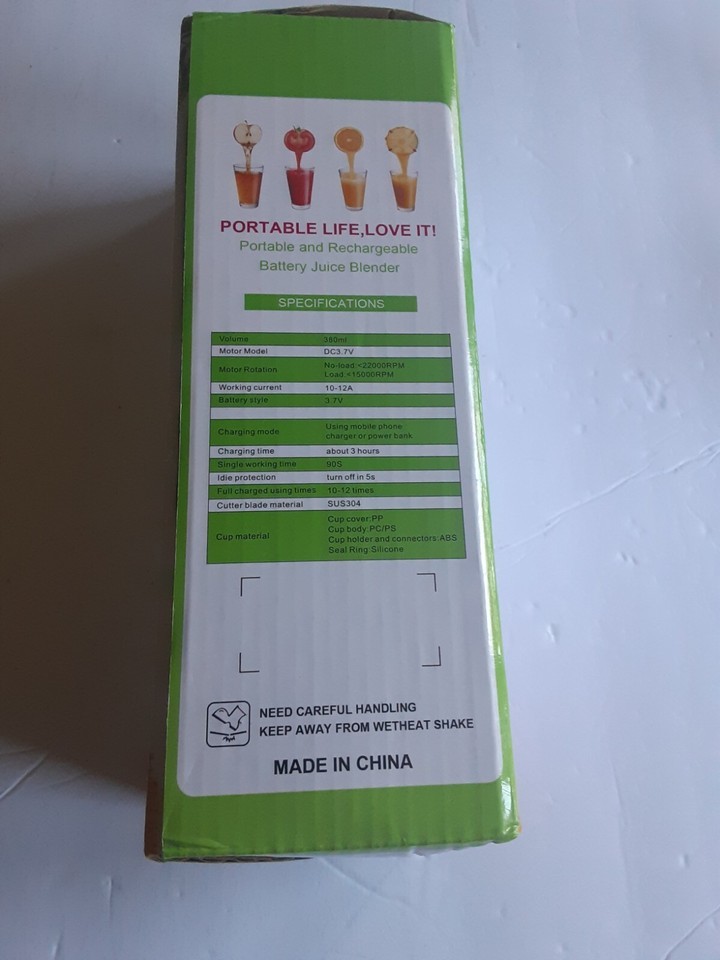 PORTABLE LIFE,LOVE IT!
Portable and Rechargeable
Battery Juice Blender
SPECIFICATIONS
Volume 380ml
Motor Model DC3.7V
Motor Rotation No-load:<22000RPM
Load:<15000RPM
Working current 10-12A
Battery style 3.7V
Charging mode Using mobile phone
charger or power bank
Charging time about 3 hours
Single working time 90S
Idie protection turn off in 5s
Full charged using times 10-12 times
Cutter blade material SUS304
Cup material Cup cover:PP
Cup body:PC/PS
Cup holder and connectors:ABS
Seal Ring:Silicone
NEED CAREFUL HANDLING
KEEP AWAY FROM WETHEAT SHAKE
MADE IN CHINA